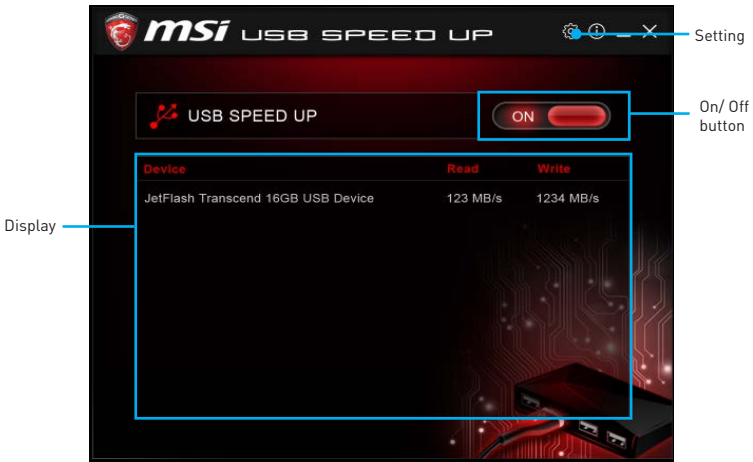 msi USB SPEED UP
Setting
USB SPEED UP
ON
On/ Off
button
Device Read Write
JetFlash Transcend 16GB USB Device 123 MB/s 1234 MB/s
Display